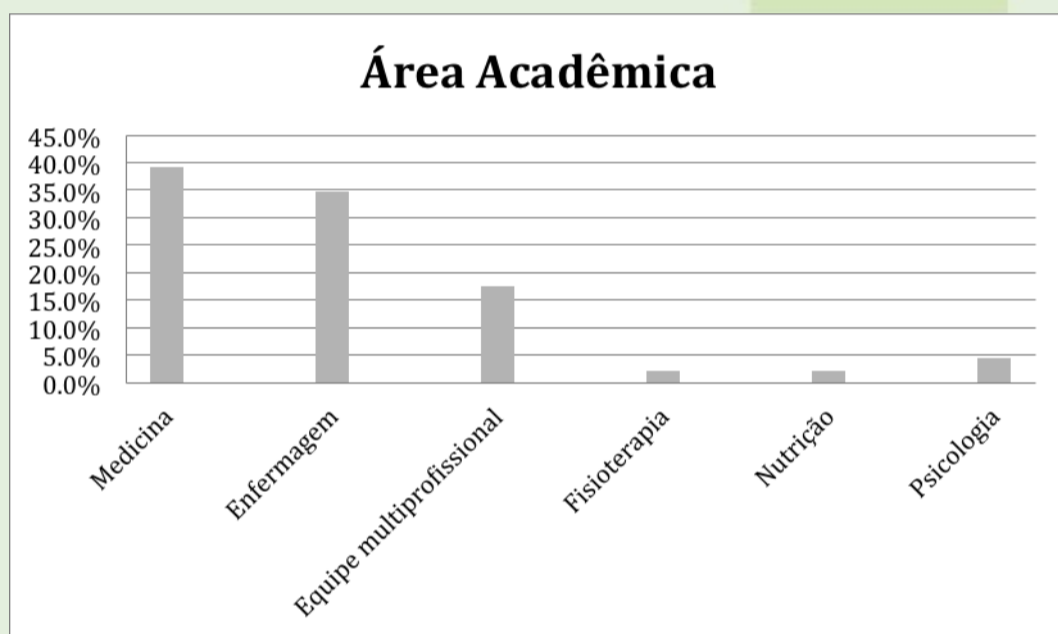 Área Acadêmica
45.0%
40.0%
35.0%
30.0%
25.0%
20.0%
15.0%
10.0%
5.0%
0.0%
Medicina
Enfermagem
Equipe multiprofissional
Fisioterapia
Nutrição
Psicologia